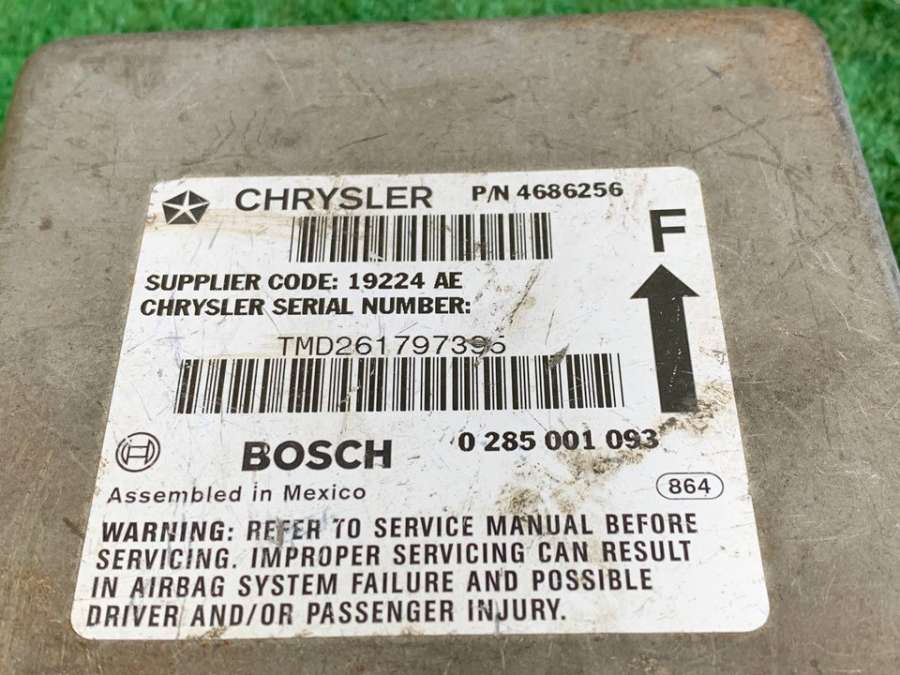 CHRYSLER P/N 4686256
F
SUPPLIER CODE: 19224 AE
CHRYSLER SERIAL NUMBER:
TMD261797396
BOSCH 0 285 001 093
Assembled in Mexico 864
WARNING: REFER TO SERVICE MANUAL BEFORE
SERVICING. IMPROPER SERVICING CAN RESULT
IN AIRBAG SYSTEM FAILURE AND POSSIBLE
DRIVER AND/OR PASSENGER INJURY.